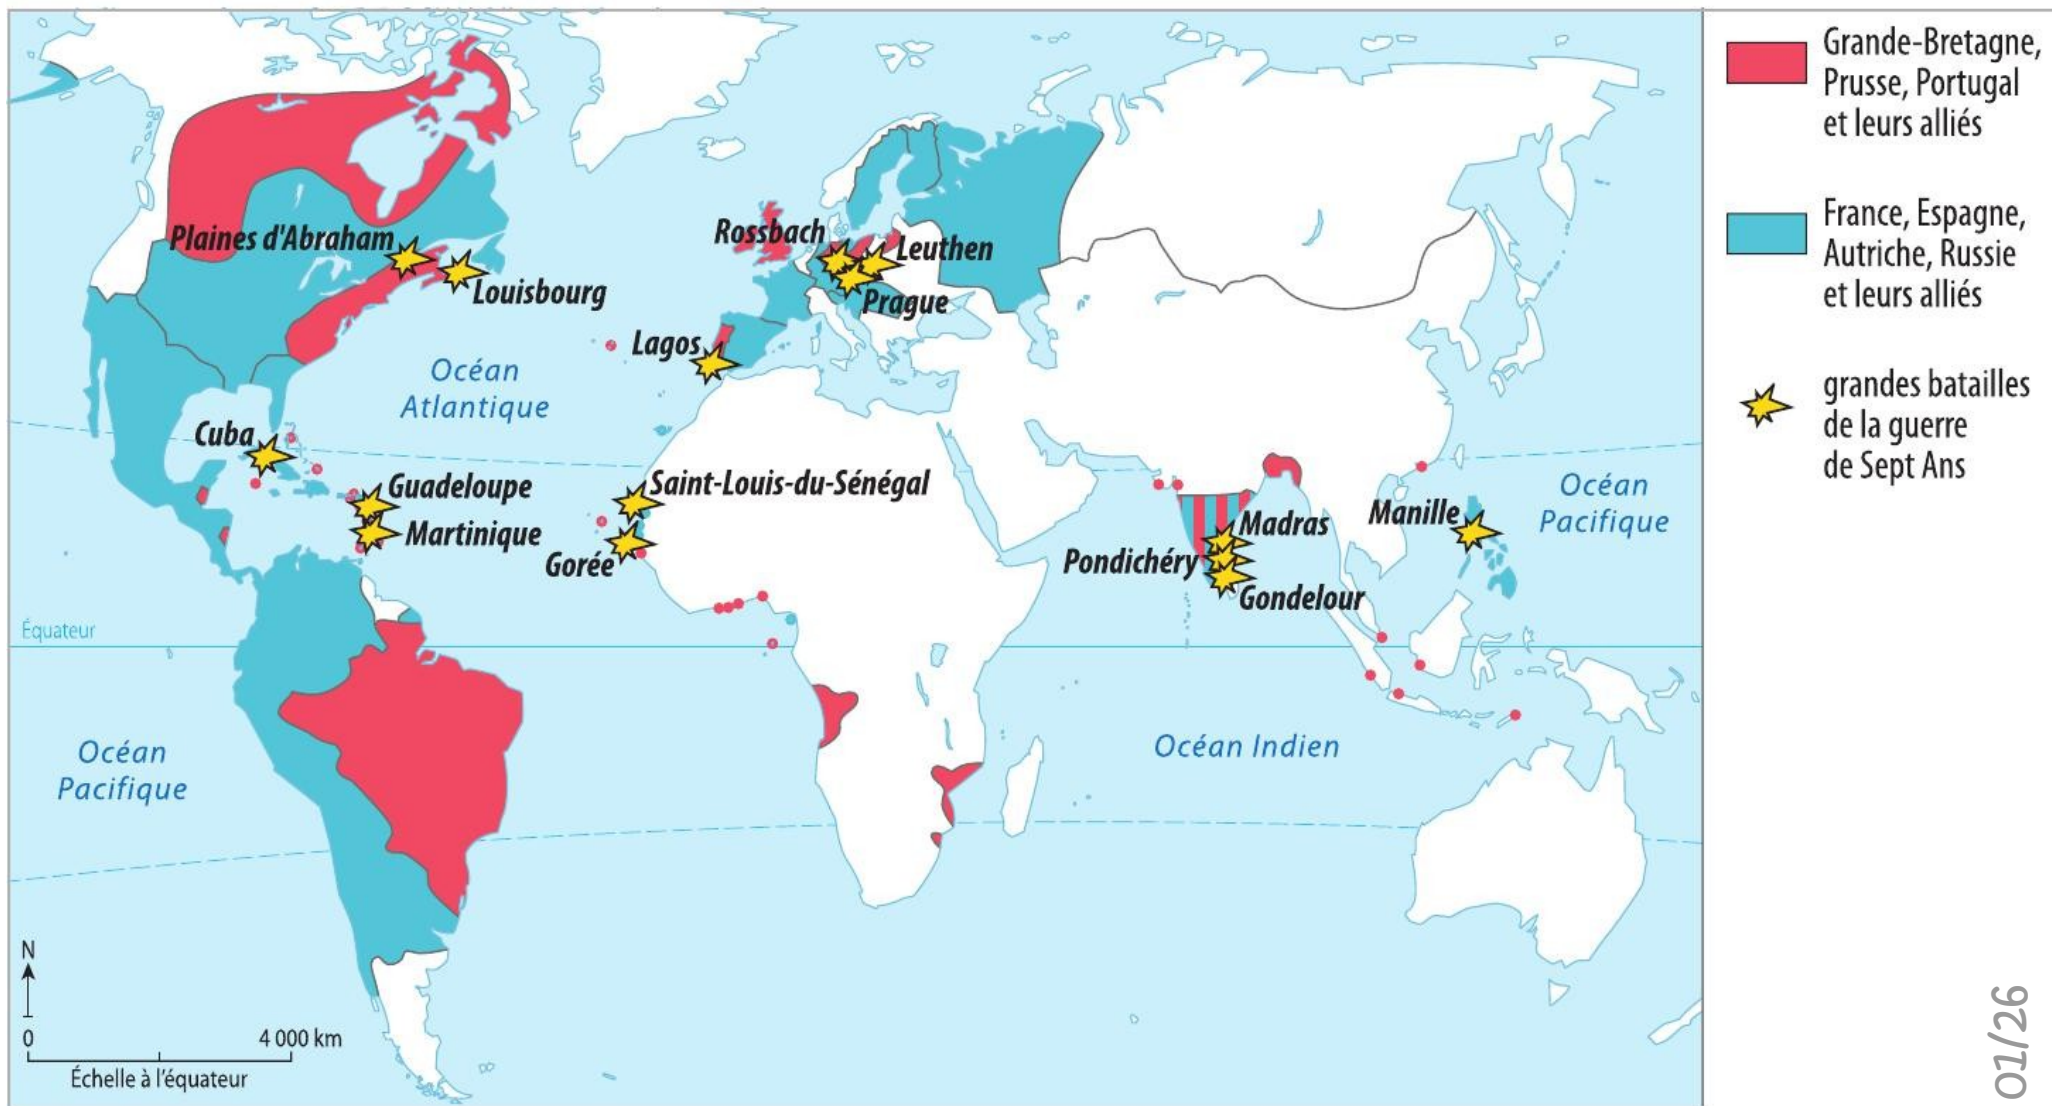 Grande-Bretagne,
Prusse, Portugal
et leurs alliés
France, Espagne,
Autriche, Russie
et leurs alliés
grandes batailles
de la guerre
de Sept Ans
Plaines d'Abraham
Louisbourg
Rossbach
Leuthen
Prague
Lagos
Océan
Atlantique
Cuba
Guadeloupe
Martinique
Saint-Louis-du-Sénégal
Gorée
Madras
Pondichéry
Gondelour
Manille
Océan
Pacifique
Équateur
Océan
Pacifique
Océan Indien
N
0
4 000 km
Échelle à l'équateur
01/26